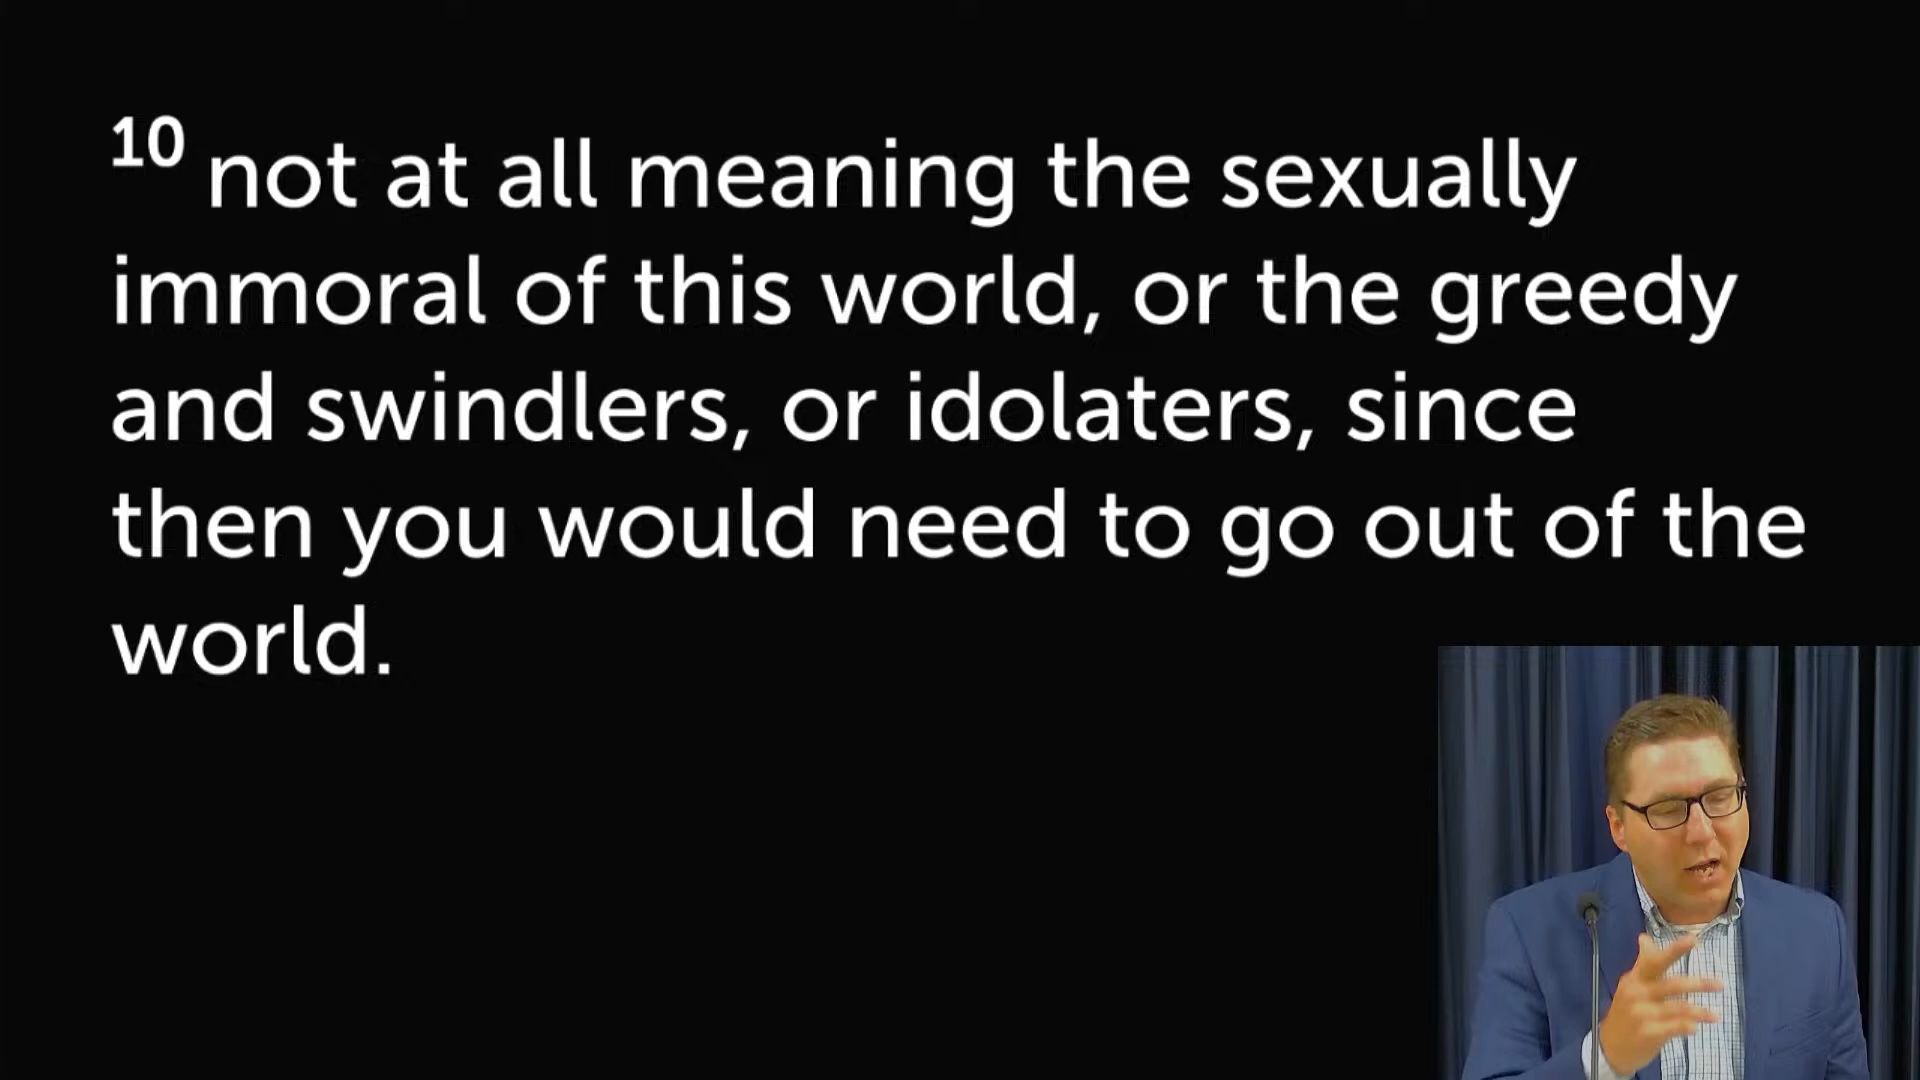 10 not at all meaning the sexually
immoral of this world, or the greedy
and swindlers, or idolaters, since
then you would need to go out of the
world.